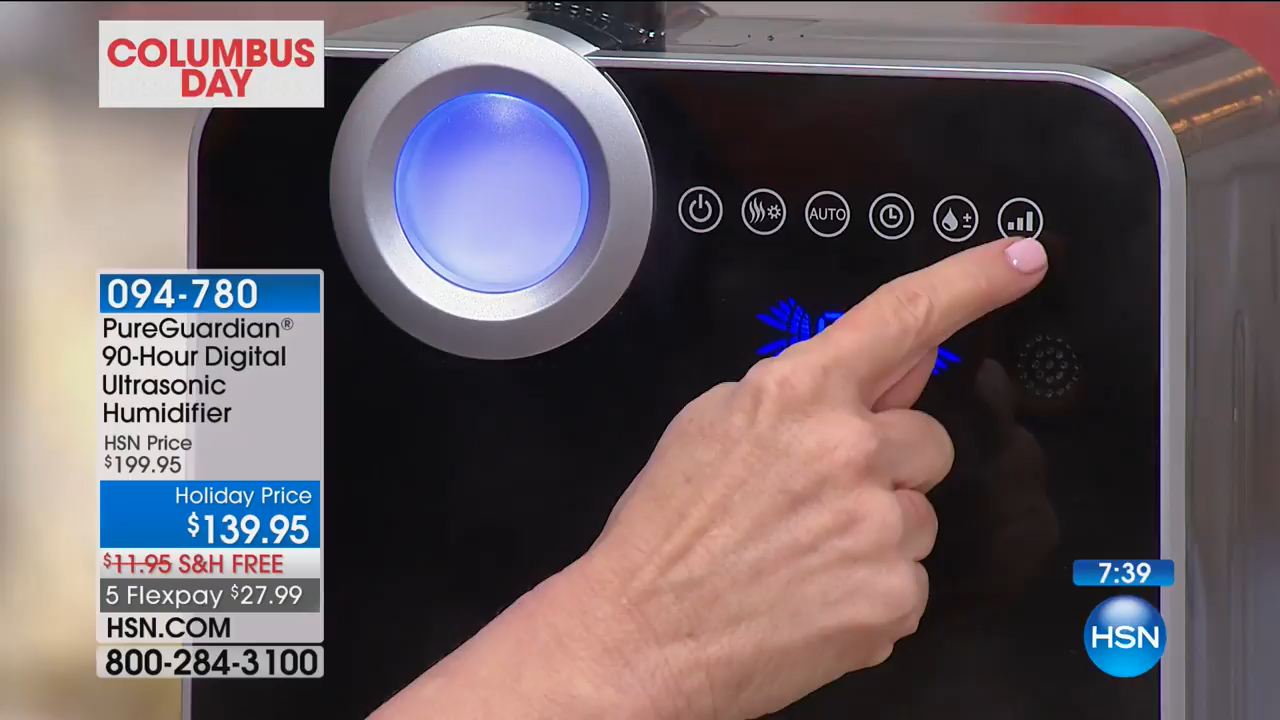 COLUMBUS
DAY
094-780
PureGuardian®
90-Hour Digital
Ultrasonic
Humidifier
HSN Price
$199.95
Holiday Price
$139.95
$11.95 S&H FREE
5 Flexpay $27.99
HSN.COM
800-284-3100
AUTO
7:39
HSN